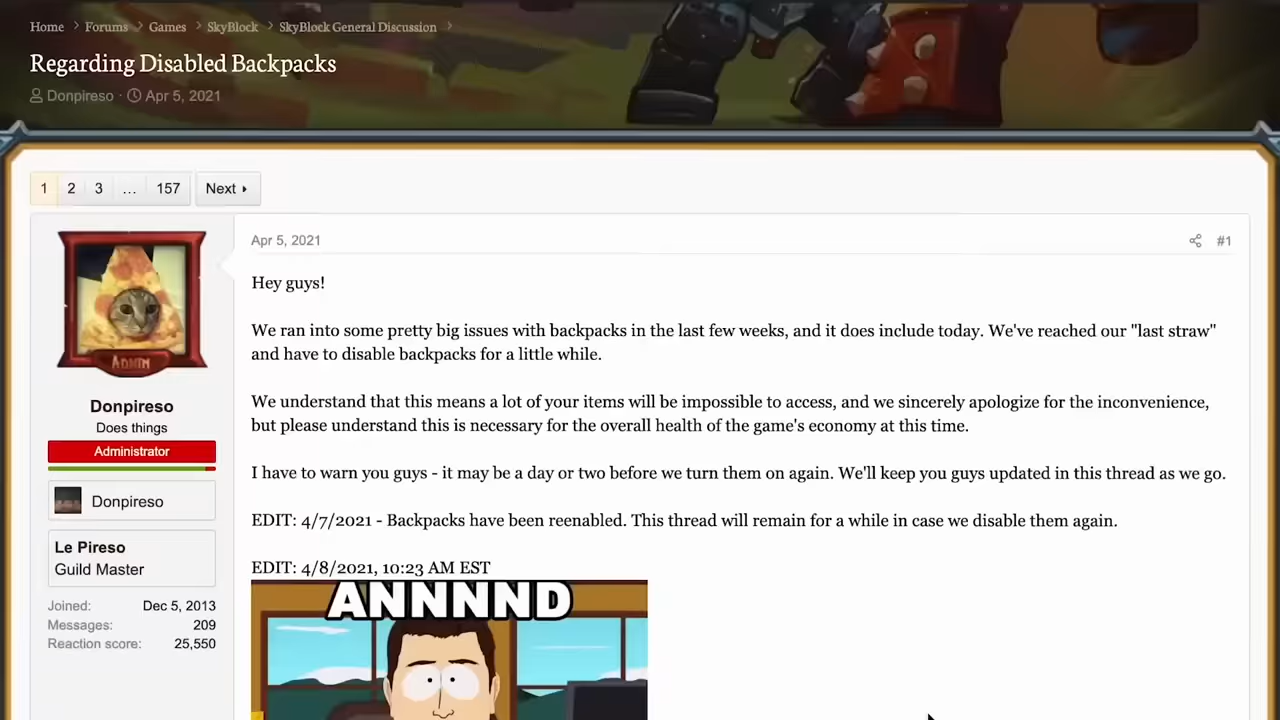 Home > Forums > Games > SkyBlock > SkyBlock General Discussion >
Regarding Disabled Backpacks
Donpireso · Apr 5, 2021
1 2 3 ... 157 Next
ADMIN
Donpireso
Does things
Administrator
Donpireso
Le Pireso
Guild Master
Joined: Dec 5, 2013
Messages: 209
Reaction score: 25,550
Apr 5, 2021 #1
Hey guys!
We ran into some pretty big issues with backpacks in the last few weeks, and it does include today. We've reached our "last straw"
and have to disable backpacks for a little while.
We understand that this means a lot of your items will be impossible to access, and we sincerely apologize for the inconvenience,
but please understand this is necessary for the overall health of the game's economy at this time.
I have to warn you guys - it may be a day or two before we turn them on again. We'll keep you guys updated in this thread as we go.
EDIT: 4/7/2021 - Backpacks have been reenabled. This thread will remain for a while in case we disable them again.
EDIT: 4/8/2021, 10:23 AM EST
ANNNND